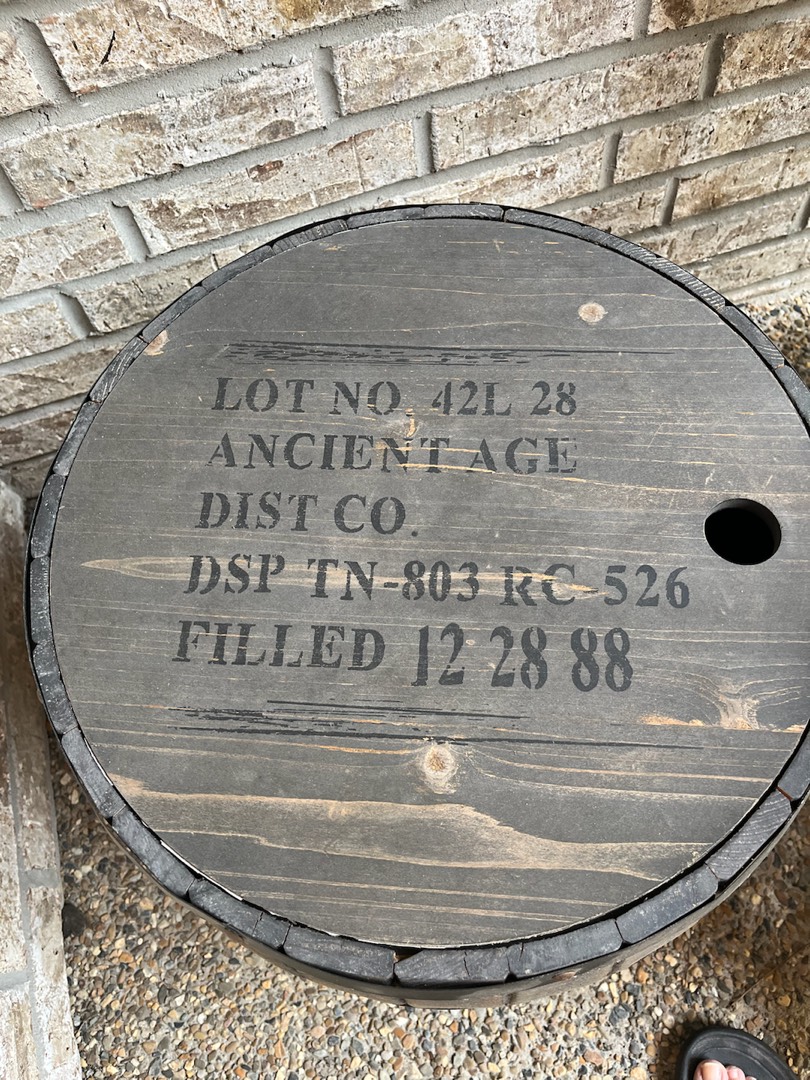 LOT NO. 42L 28
ANCIENT AGE
DIST CO.
DSP TN-803 RC 526
FILLED 12 28 88